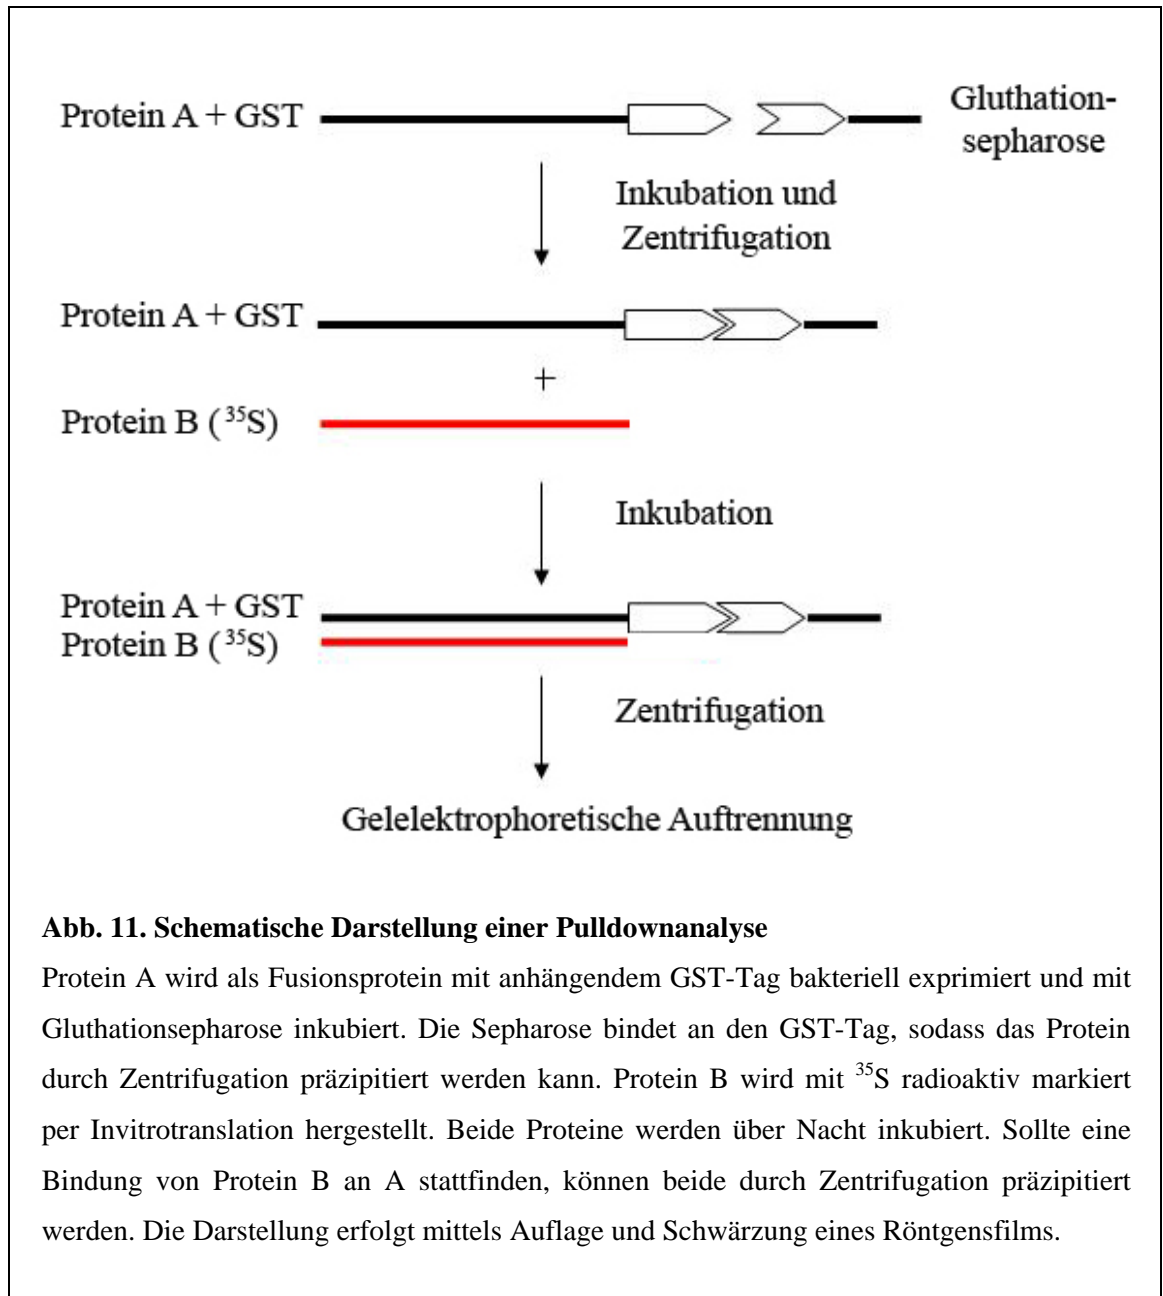 Protein A + GST
Gluthation-
sepharose
Inkubation und
Zentrifugation
Protein A + GST
+
Protein B (³⁵S)
Inkubation
Protein A + GST
Protein B (³⁵S)
Zentrifugation
Gelelektrophoretische Auftrennung
Abb. 11. Schematische Darstellung einer Pulldownanalyse
Protein A wird als Fusionsprotein mit anhängendem GST-Tag bakteriell exprimiert und mit
Gluthationsepharose inkubiert. Die Sepharose bindet an den GST-Tag, sodass das Protein
durch Zentrifugation präzipitiert werden kann. Protein B wird mit ³⁵S radioaktiv markiert
per Invitrotranslation hergestellt. Beide Proteine werden über Nacht inkubiert. Sollte eine
Bindung von Protein B an A stattfinden, können beide durch Zentrifugation präzipitiert
werden. Die Darstellung erfolgt mittels Auflage und Schwärzung eines Röntgensfilms.